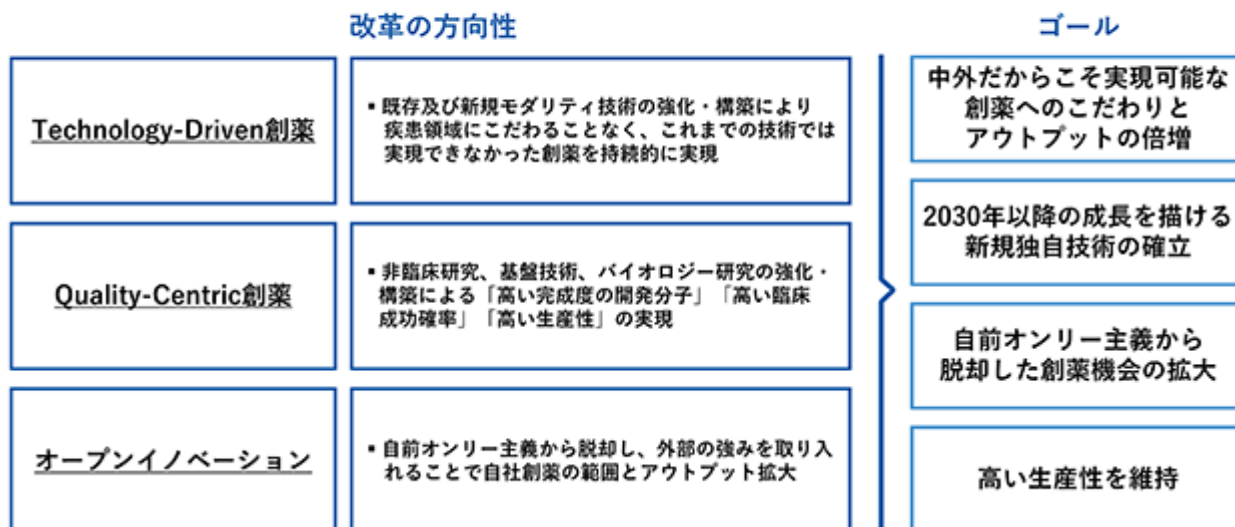 改革の方向性
ゴール
Technology-Driven創薬
▪ 既存及び新規モダリティ技術の強化・構築により
疾患領域にこだわることなく、これまでの技術では
実現できなかった創薬を持続的に実現
Quality-Centric創薬
▪ 非臨床研究、基盤技術、バイオロジー研究の強化・
構築による「高い完成度の開発分子」「高い臨床
成功確率」「高い生産性」の実現
オープンイノベーション
▪ 自前オンリー主義から脱却し、外部の強みを取り入
れることで自社創薬の範囲とアウトプット拡大
中外だからこそ実現可能な
創薬へのこだわりと
アウトプットの倍増
2030年以降の成長を描ける
新規独自技術の確立
自前オンリー主義から
脱却した創薬機会の拡大
高い生産性を維持